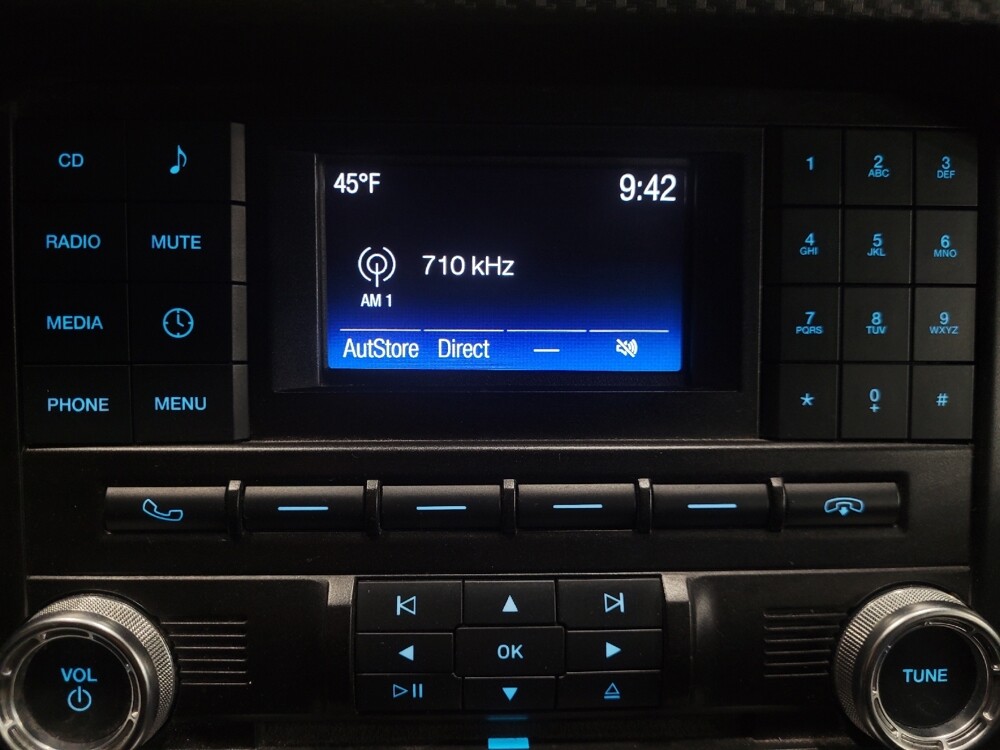 CD
RADIO MUTE
MEDIA
PHONE MENU
45°F 9:42
710 kHz
AM 1
AutStore Direct —
1 2 3
ABC DEF
4 5 6
GHI JKL MNO
7 8 9
PQRS TUV WXYZ
* 0 #
+
OK
VOL
TUNE